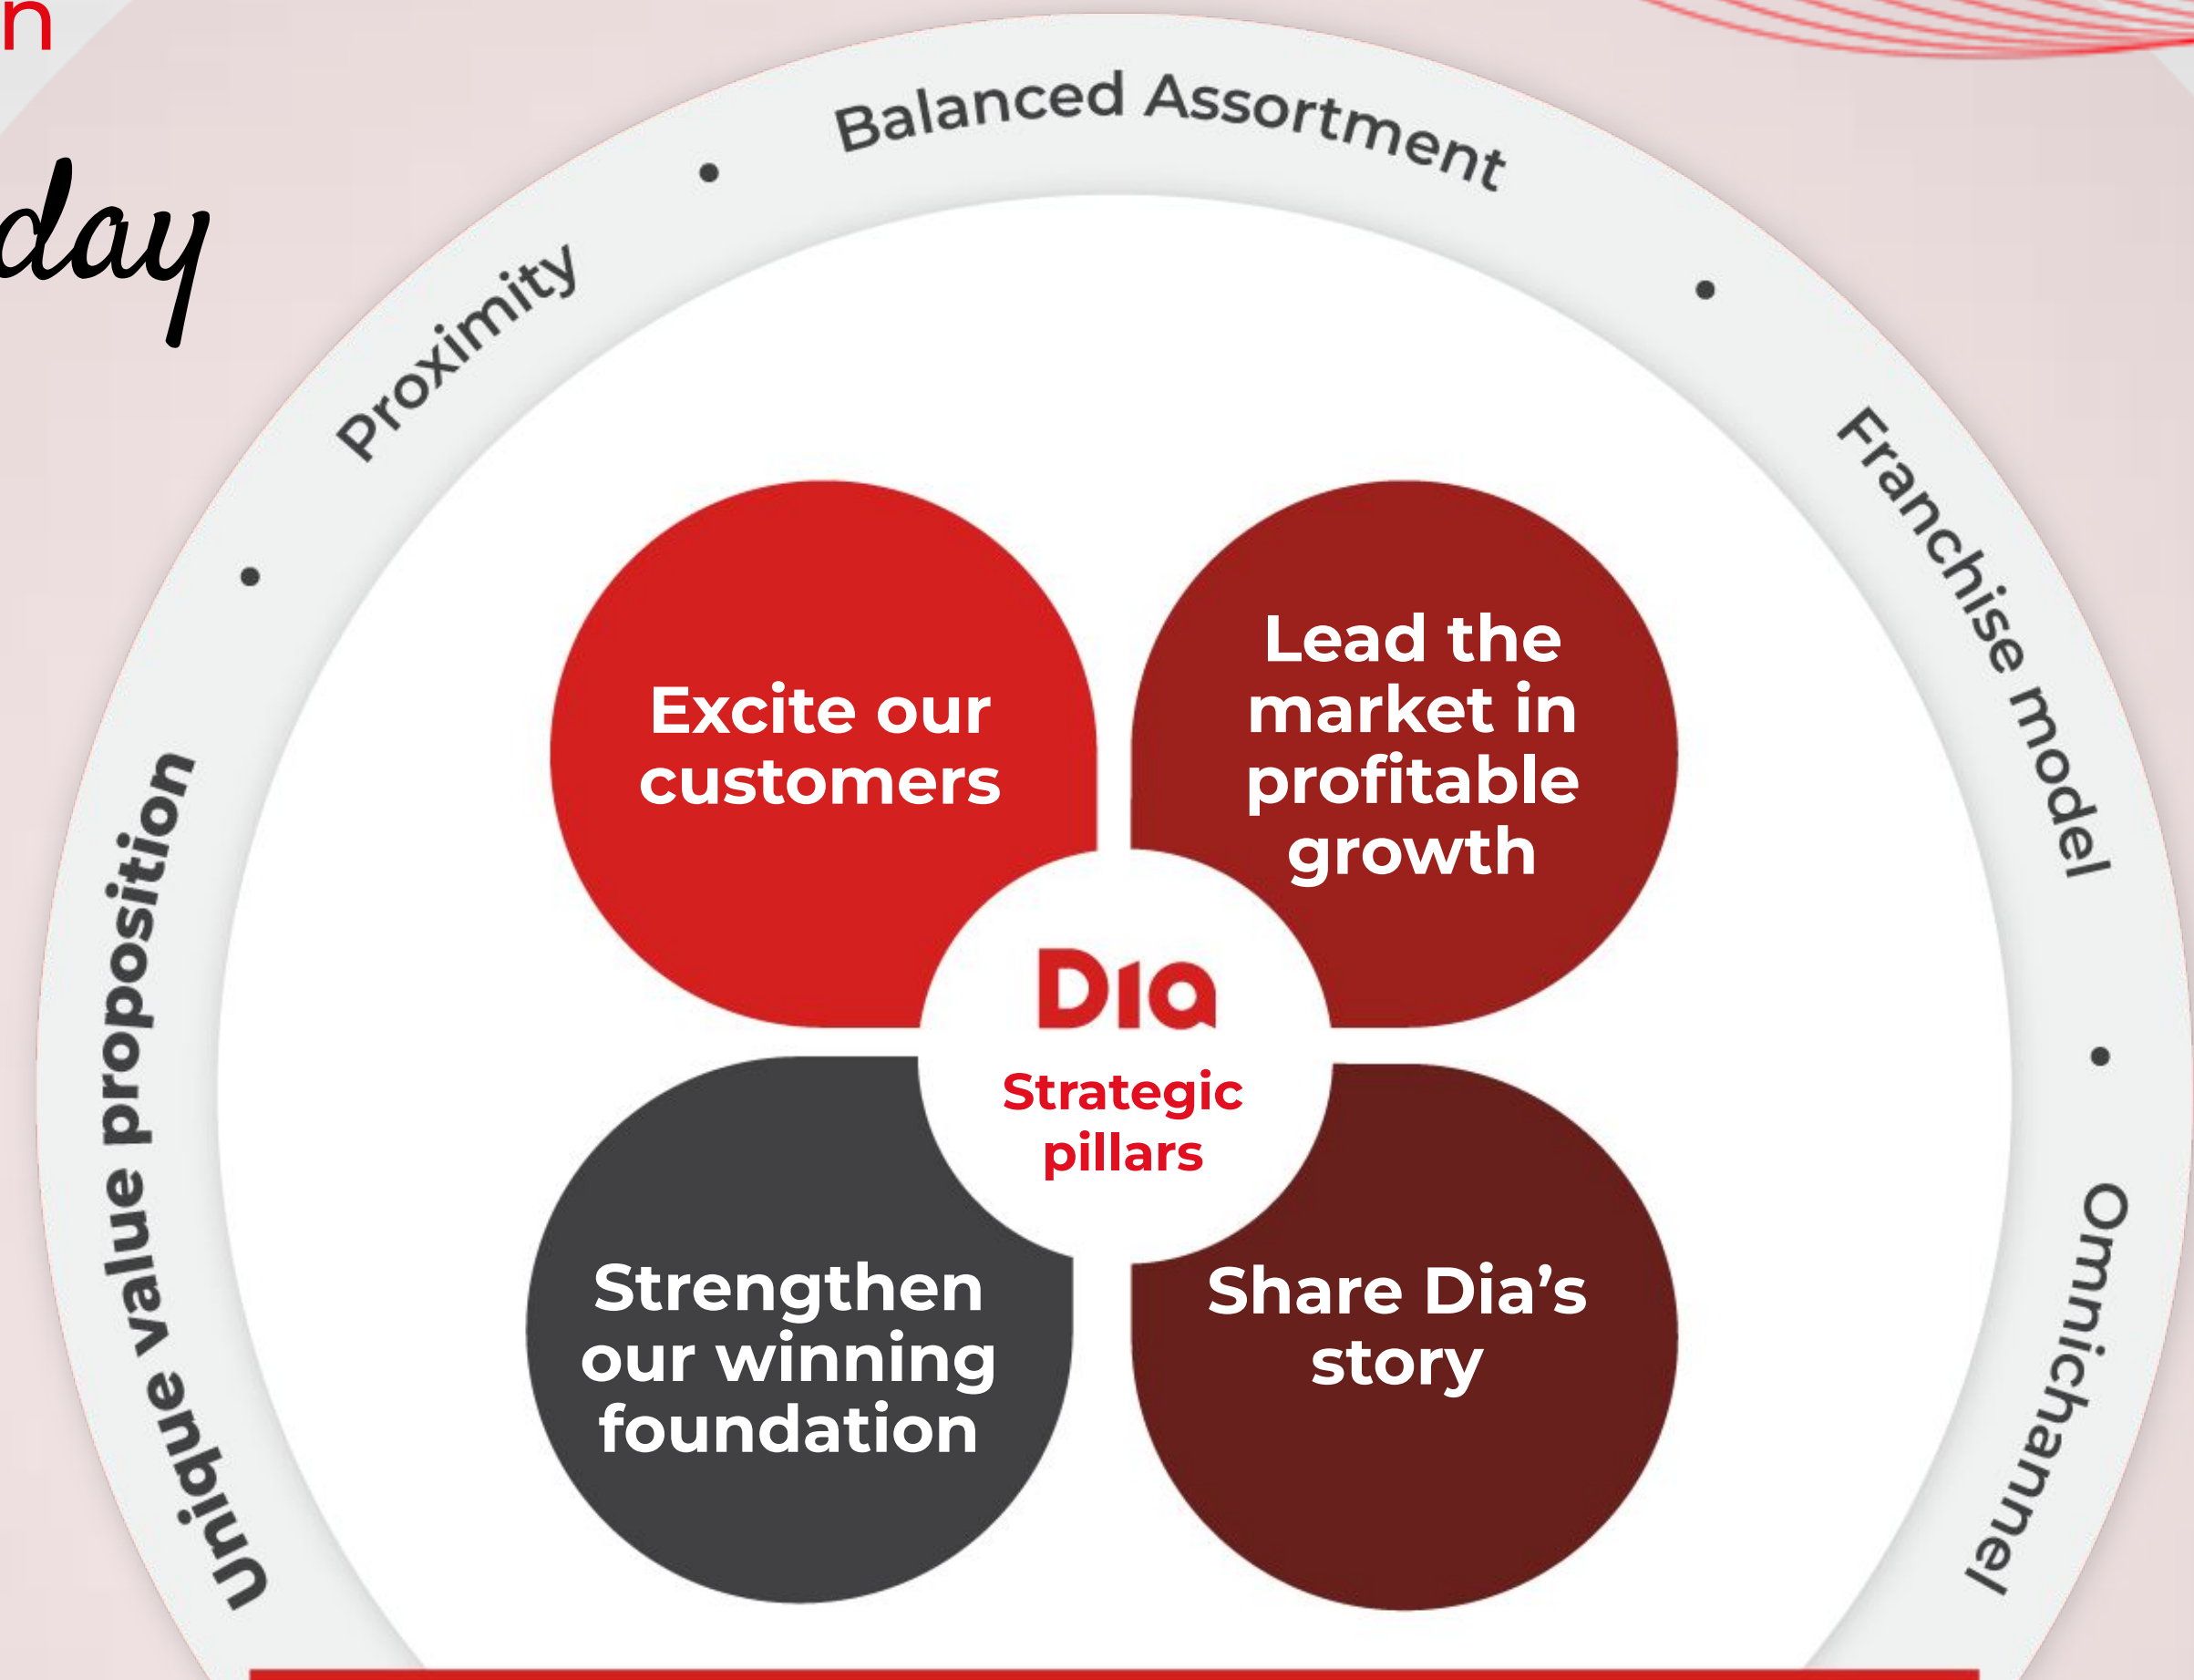 n
day
Unique value proposition • Proximity • Balanced Assortment • Franchise model • Omnichannel
Excite our
customers
Lead the
market in
profitable
growth
Dia
Strategic
pillars
Strengthen
our winning
foundation
Share Dia’s
story